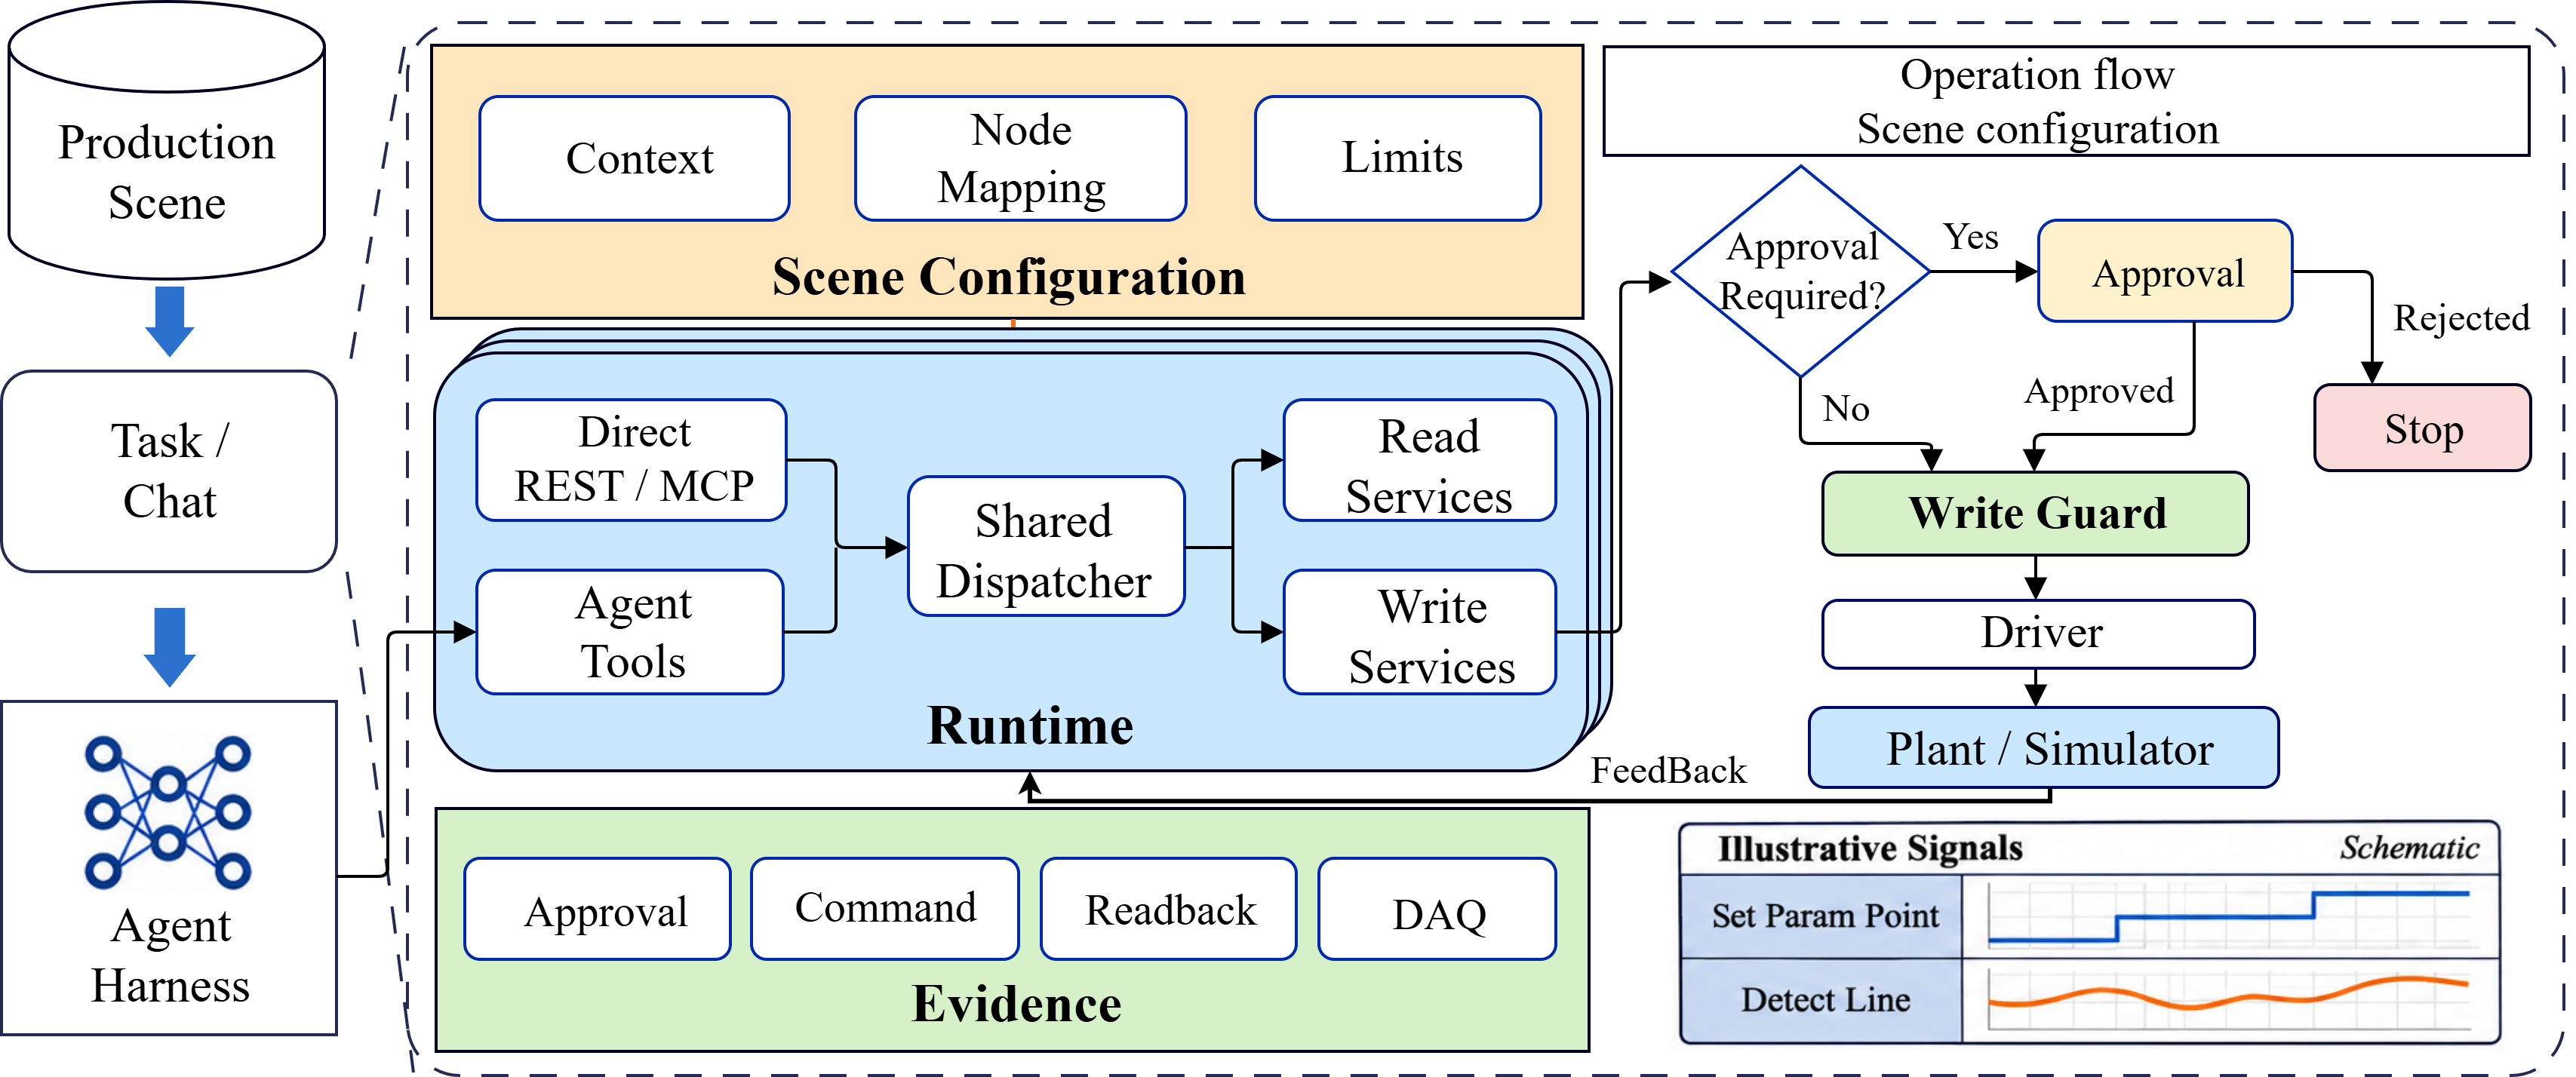 Production
Scene
Task /
Chat
Agent
Harness
Context
Node
Mapping
Limits
Scene Configuration
Direct
REST / MCP
Agent
Tools
Shared
Dispatcher
Read
Services
Write
Services
Runtime
Approval
Command
Readback
DAQ
Evidence
Operation flow
Scene configuration
Approval
Required?
Yes
Approval
Rejected
No
Approved
Stop
Write Guard
Driver
Plant / Simulator
FeedBack
Illustrative Signals
Schematic
Set Param Point
Detect Line